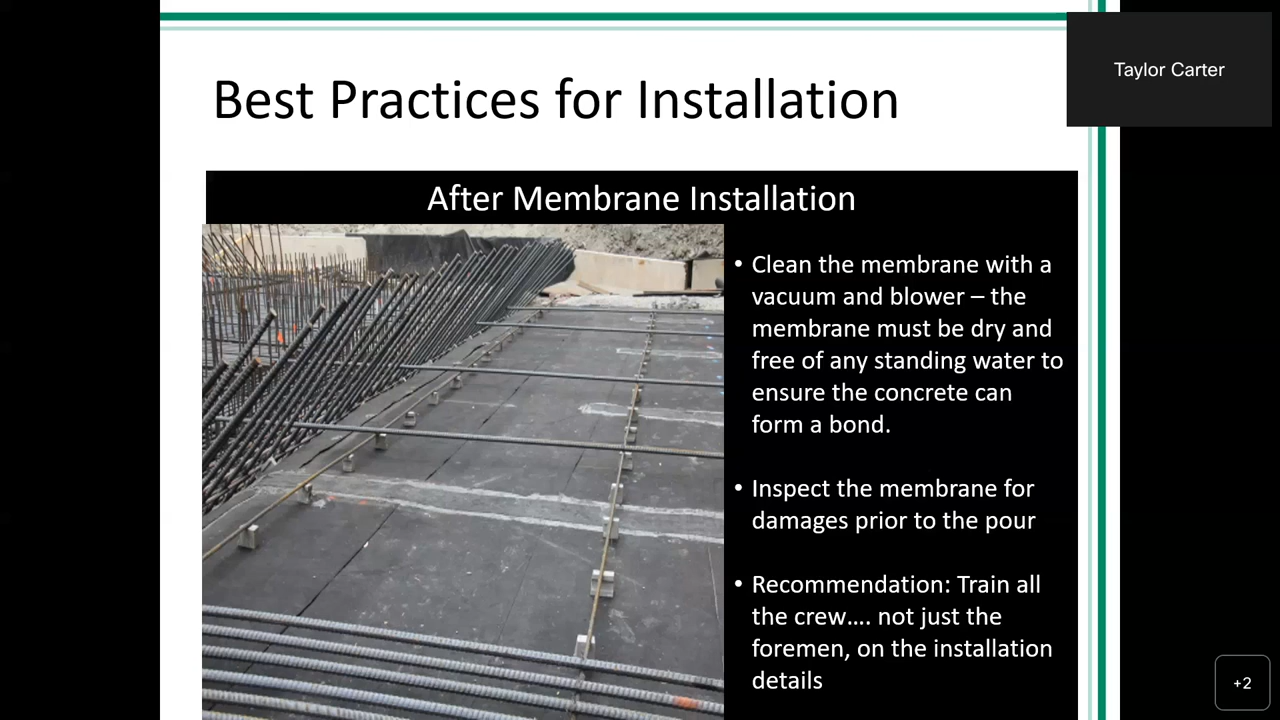 Taylor Carter
Best Practices for Installation
After Membrane Installation
• Clean the membrane with a
vacuum and blower – the
membrane must be dry and
free of any standing water to
ensure the concrete can
form a bond.
• Inspect the membrane for
damages prior to the pour
• Recommendation: Train all
the crew.... not just the
foremen, on the installation
details
+2